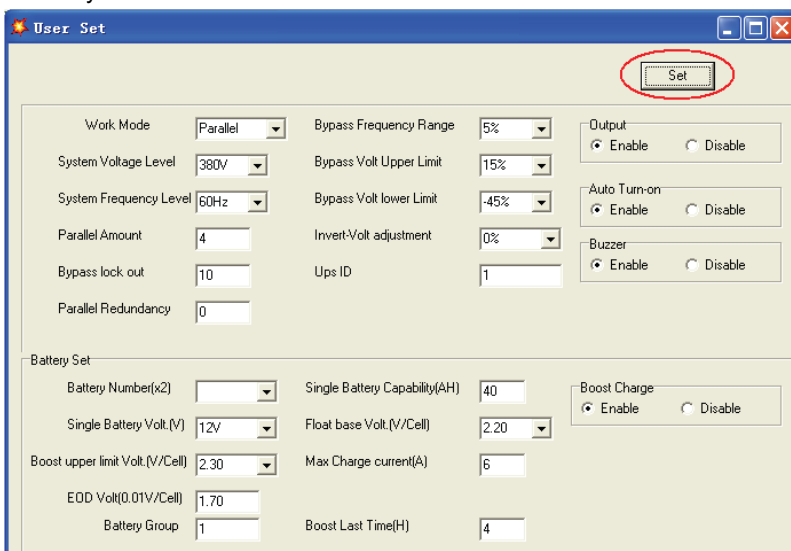 User Set
Set
Work Mode Parallel Bypass Frequency Range 5% Output
Enable Disable
System Voltage Level 380V Bypass Volt Upper Limit 15%
Auto Turn-on
System Frequency Level 60Hz Bypass Volt lower Limit -45% Enable Disable
Parallel Amount 4 Invert-Volt adjustment 0% Buzzer
Enable Disable
Bypass lock out 10 Ups ID 1
Parallel Redundancy 0
Battery Set
Battery Number(x2) Single Battery Capability(AH) 40 Boost Charge
Enable Disable
Single Battery Volt.(V) 12V Float base Volt.(V/Cell) 2.20
Boost upper limit Volt.(V/Cell) 2.30 Max Charge current(A) 6
EOD Volt(0.01V/Cell) 1.70
Battery Group 1 Boost Last Time(H) 4